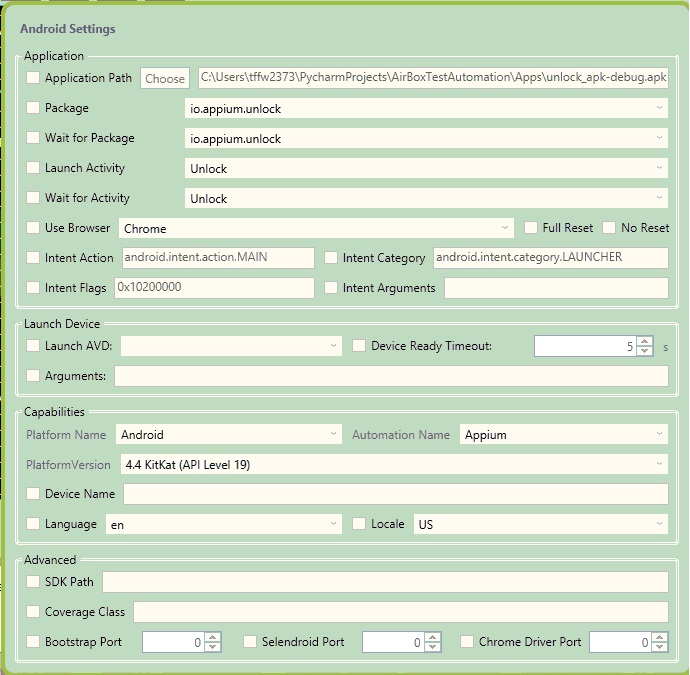 Android Settings
Application
Application Path Choose C:\Users\tffw2373\PycharmProjects\AirBoxTestAutomation\Apps\unlock_apk-debug.apk
Package io.appium.unlock
Wait for Package io.appium.unlock
Launch Activity Unlock
Wait for Activity Unlock
Use Browser Chrome Full Reset No Reset
Intent Action android.intent.action.MAIN Intent Category android.intent.category.LAUNCHER
Intent Flags 0x10200000 Intent Arguments
Launch Device
Launch AVD: Device Ready Timeout: 5 s
Arguments:
Capabilities
Platform Name Android Automation Name Appium
PlatformVersion 4.4 KitKat (API Level 19)
Device Name
Language en Locale US
Advanced
SDK Path
Coverage Class
Bootstrap Port 0 Selendroid Port 0 Chrome Driver Port 0